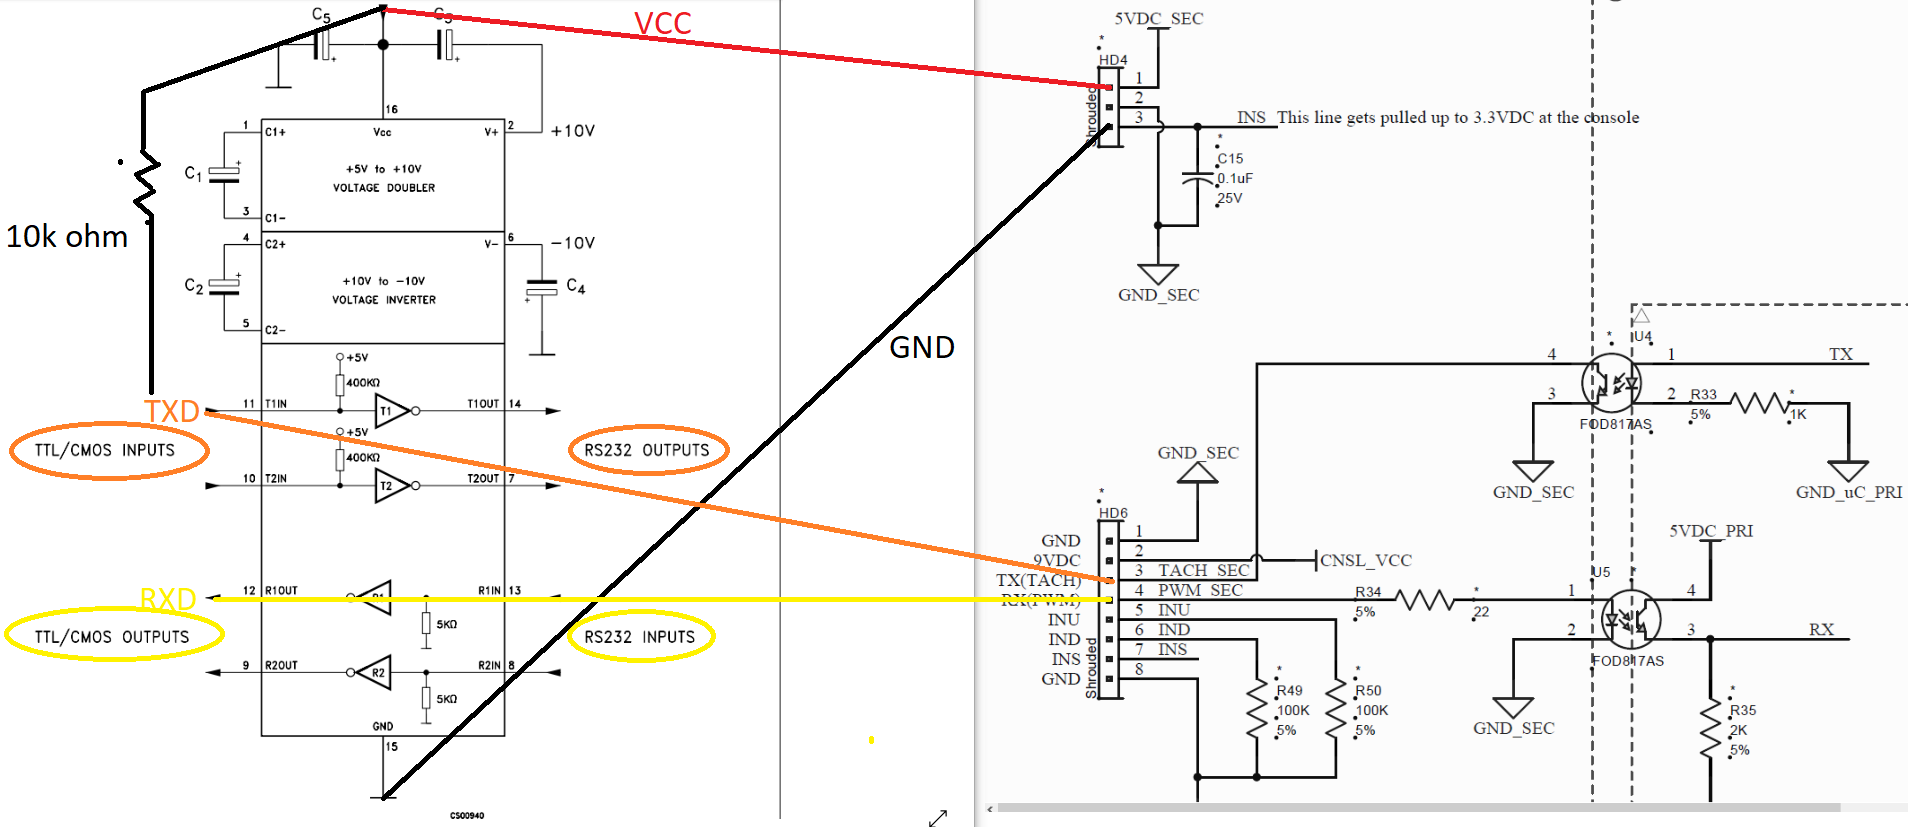 C5
C3
VCC
16
1
C1+
Vcc
V+
2
+10V
C1
+5V to +10V
VOLTAGE DOUBLER
3
C1-
10k ohm
4
C2+
V-
6
-10V
C2
+10V to -10V
VOLTAGE INVERTER
C4
5
C2-
GND
+5V
400KΩ
TXD
11
T1IN
T1
T1OUT
14
+5V
TTL/CMOS INPUTS
400KΩ
RS232 OUTPUTS
10
T2IN
T2
T2OUT
7
RXD
12
R1OUT
R1IN
13
5KΩ
TTL/CMOS OUTPUTS
RS232 INPUTS
9
R2OUT
R2
R2IN
8
5KΩ
GND
15
CS00940
5VDC_SEC
*
HD4
1
2
3
Shrouded
INS This line gets pulled up to 3.3VDC at the console
*
C15
0.1uF
25V
GND_SEC
*
U4
4
1
TX
3
2
R33
5%
*
1K
FOD817AS
GND_SEC
GND_uC_PRI
GND_SEC
*
HD6
5VDC_PRI
GND
1
9VDC
2
CNSL_VCC
TX(TACH)
3
TACH_SEC
RX(PWM)
4
PWM_SEC
R34
5%
*
22
U5
*
1
4
INU
5
INU
IND
6
IND
2
3
RX
INS
7
INS
FOD817AS
GND
8
Shrouded
*
R49
100K
5%
*
R50
100K
5%
GND_SEC
*
R35
2K
5%